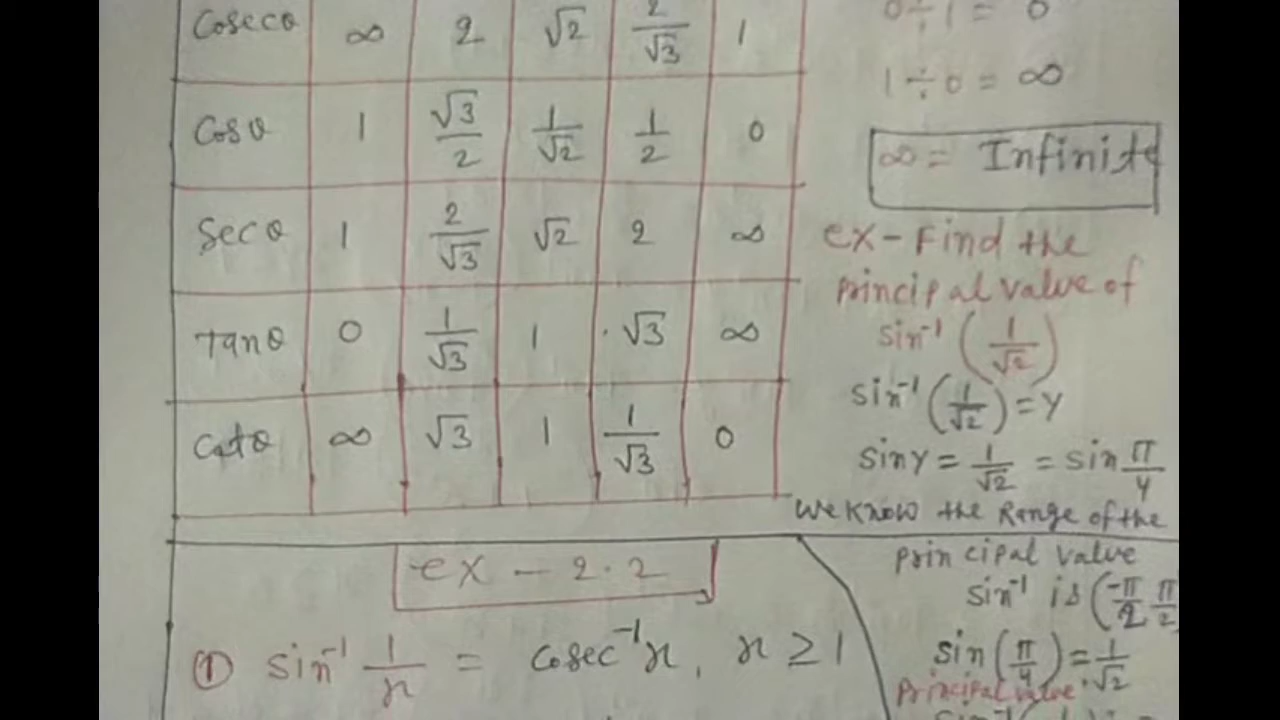 Cosecθ ∞ 2 √2 2/√3 1
Cosθ 1 √3/2 1/√2 1/2 0
Secθ 1 2/√3 √2 2 ∞
Tanθ 0 1/√3 1 √3 ∞
Cotθ ∞ √3 1 1/√3 0
0 ÷ 1 = 0
1 ÷ 0 = ∞
∞ = Infinite
ex - Find the
principal value of
sin⁻¹ (1/√2)
sin⁻¹ (1/√2) = y
sin y = 1/√2 = sin π/4
we know the Range of the
principal value
sin⁻¹ is (-π/2 π/2
sin (π/4) = 1/√2
Principal value
ex - 2.2
① sin⁻¹ 1/x = cosec⁻¹x, x ≥ 1